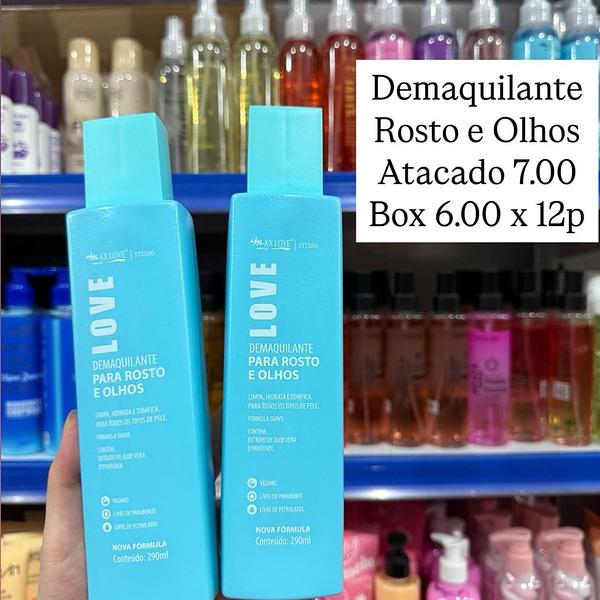 Demaquilante
Rosto e Olhos
Atacado 7.00
Box 6.00 x 12p
MAX LOVE | STUDIO
LOVE
DEMAQUILANTE
PARA ROSTO
E OLHOS
LIMPA, HIDRATA E TONIFICA.
PARA TODOS OS TIPOS DE PELE.
FÓRMULA SUAVE.
CONTÉM:
EXTRATO DE ALOE VERA
D'PANTENOL
VEGANO
LIVRE DE PARABENOS
LIVRE DE PETROLATOS
NOVA FÓRMULA
Conteúdo: 290ml
MAX LOVE | STUDIO
LOVE
DEMAQUILANTE
PARA ROSTO
E OLHOS
LIMPA, HIDRATA E TONIFICA.
PARA TODOS OS TIPOS DE PELE.
FÓRMULA SUAVE.
CONTÉM:
EXTRATO DE ALOE VERA
D'PANTENOL
VEGANO
LIVRE DE PARABENOS
LIVRE DE PETROLATOS
NOVA FÓRMULA
Conteúdo: 290ml